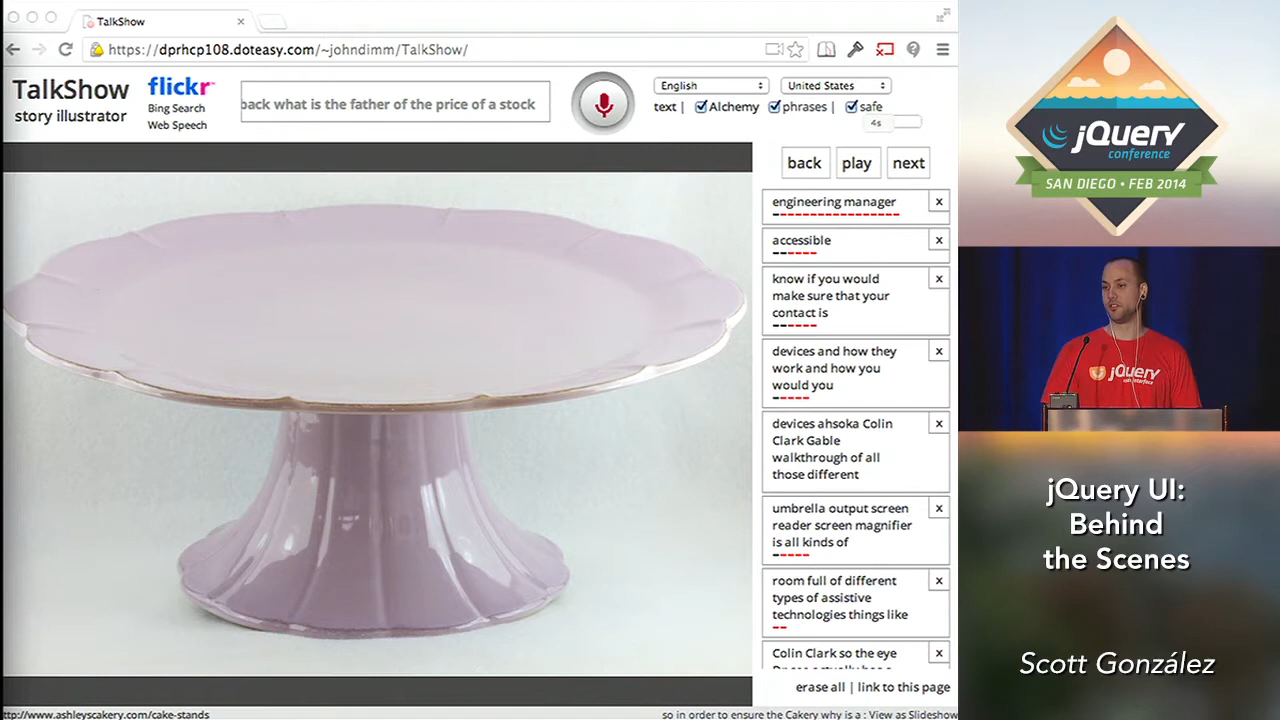 TalkShow
https://dprhcp108.doteasy.com/~johndimm/TalkShow/
TalkShow
story illustrator
flickr
Bing Search
Web Speech
back what is the father of the price of a stock
English
United States
text | Alchemy phrases | safe
4s
back play next
engineering manager x
accessible x
know if you would x
make sure that your
contact is
devices and how they x
work and how you
would you
devices ahsoka Colin x
Clark Gable
walkthrough of all
those different
umbrella output screen x
reader screen magnifier
is all kinds of
room full of different x
types of assistive
technologies things like
Colin Clark so the eye x
erase all | link to this page
ttp://www.ashleyscakery.com/cake-stands
so in order to ensure the Cakery why is a : View as Slideshow
jQuery
conference
SAN DIEGO • FEB 2014
jQuery
user interface
jQuery UI:
Behind
the Scenes
Scott González